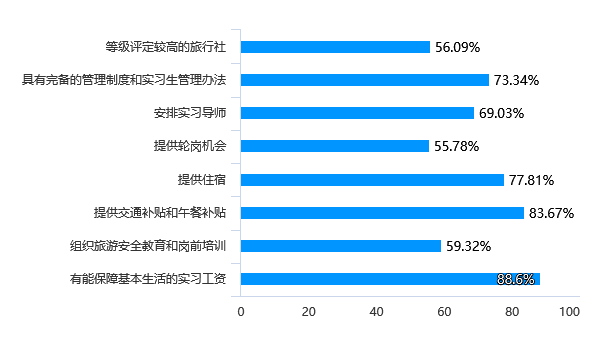 等级评定较高的旅行社 56.09%
具有完备的管理制度和实习生管理办法 73.34%
安排实习导师 69.03%
提供轮岗机会 55.78%
提供住宿 77.81%
提供交通补贴和午餐补贴 83.67%
组织旅游安全教育和岗前培训 59.32%
有能保障基本生活的实习工资 88.6%
0 20 40 60 80 100